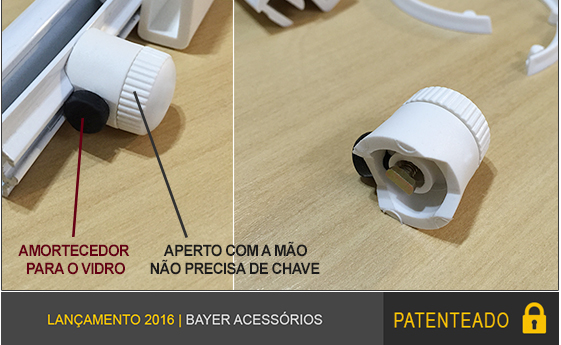 AMORTECEDOR
PARA O VIDRO
APERTO COM A MÃO
NÃO PRECISA DE CHAVE
LANÇAMENTO 2016 | BAYER ACESSÓRIOS
PATENTEADO